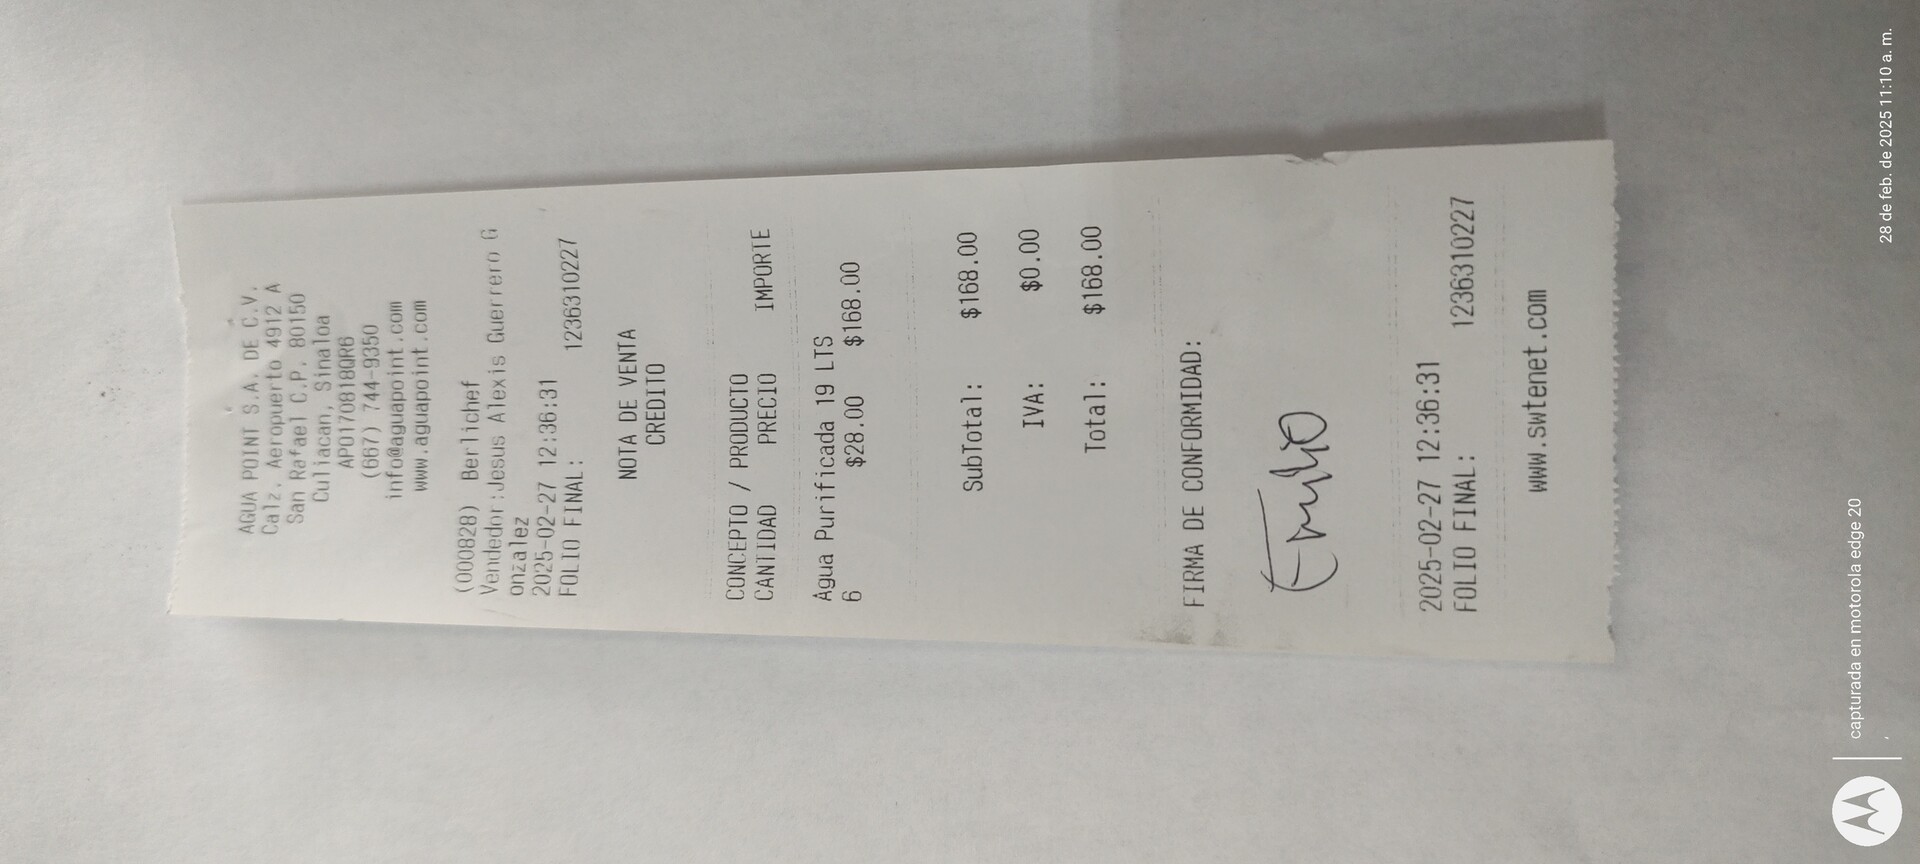 AGUA POINT S.A. DE C.V.
Calz. Aeropuerto 4912 A
San Rafael C.P. 80150
Culiacan, Sinaloa
APO170818QR6
(667) 744-9350
info@aguapoint.com
www.aguapoint.com
(000828) Berlichef
Vendedor:Jesus Alexis Guerrero G
onzalez
2025-02-27 12:36:31
FOLIO FINAL: 1236310227
NOTA DE VENTA
CREDITO
CONCEPTO / PRODUCTO
CANTIDAD PRECIO IMPORTE
Agua Purificada 19 LTS
6 $28.00 $168.00
SubTotal: $168.00
IVA: $0.00
Total: $168.00
FIRMA DE CONFORMIDAD:
2025-02-27 12:36:31
FOLIO FINAL: 1236310227
www.swtenet.com
capturada en motorola edge 20
28 de feb. de 2025 11:10 a. m.